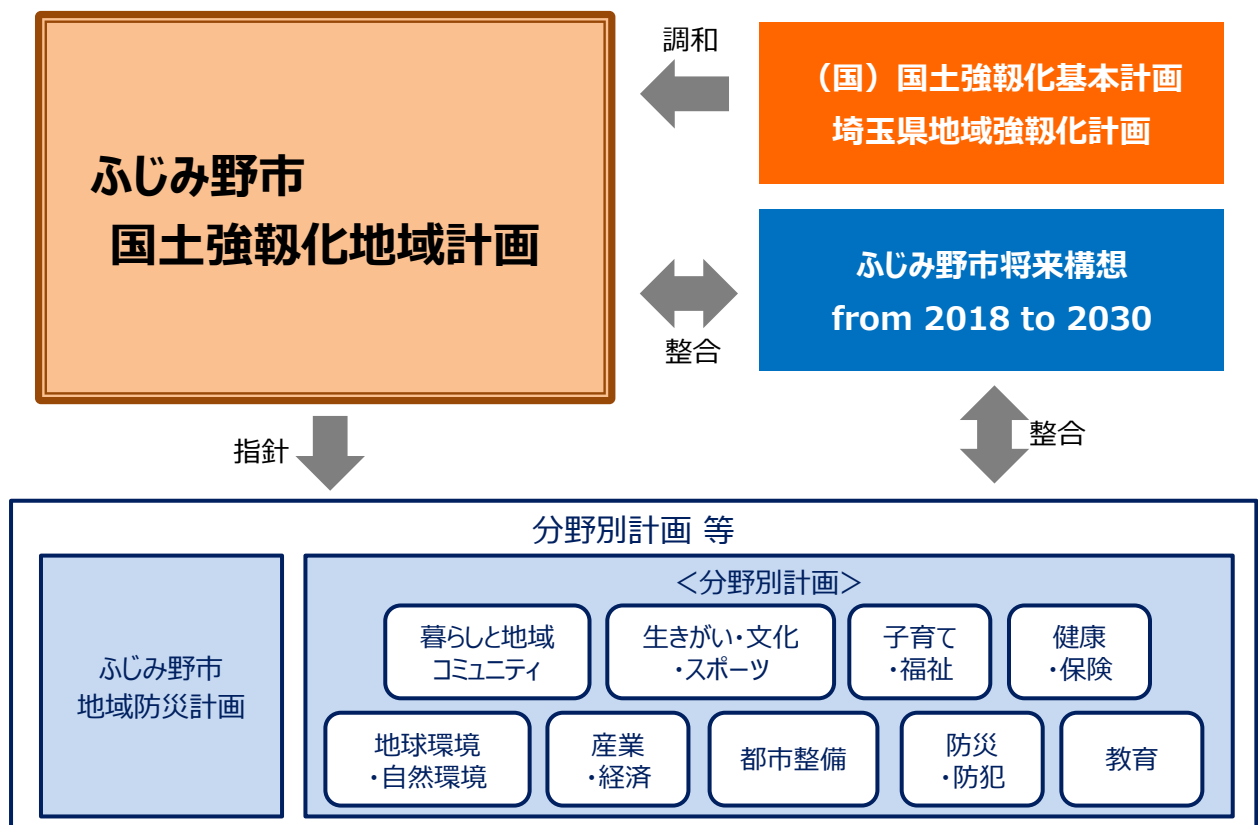 ふじみ野市
国土強靱化地域計画
調和
（国）国土強靱化基本計画
埼玉県地域強靱化計画
整合
ふじみ野市将来構想
from 2018 to 2030
指針
整合
分野別計画 等
ふじみ野市
地域防災計画
＜分野別計画＞
暮らしと地域
コミュニティ
生きがい・文化
・スポーツ
子育て
・福祉
健康
・保険
地球環境
・自然環境
産業
・経済
都市整備
防災
・防犯
教育